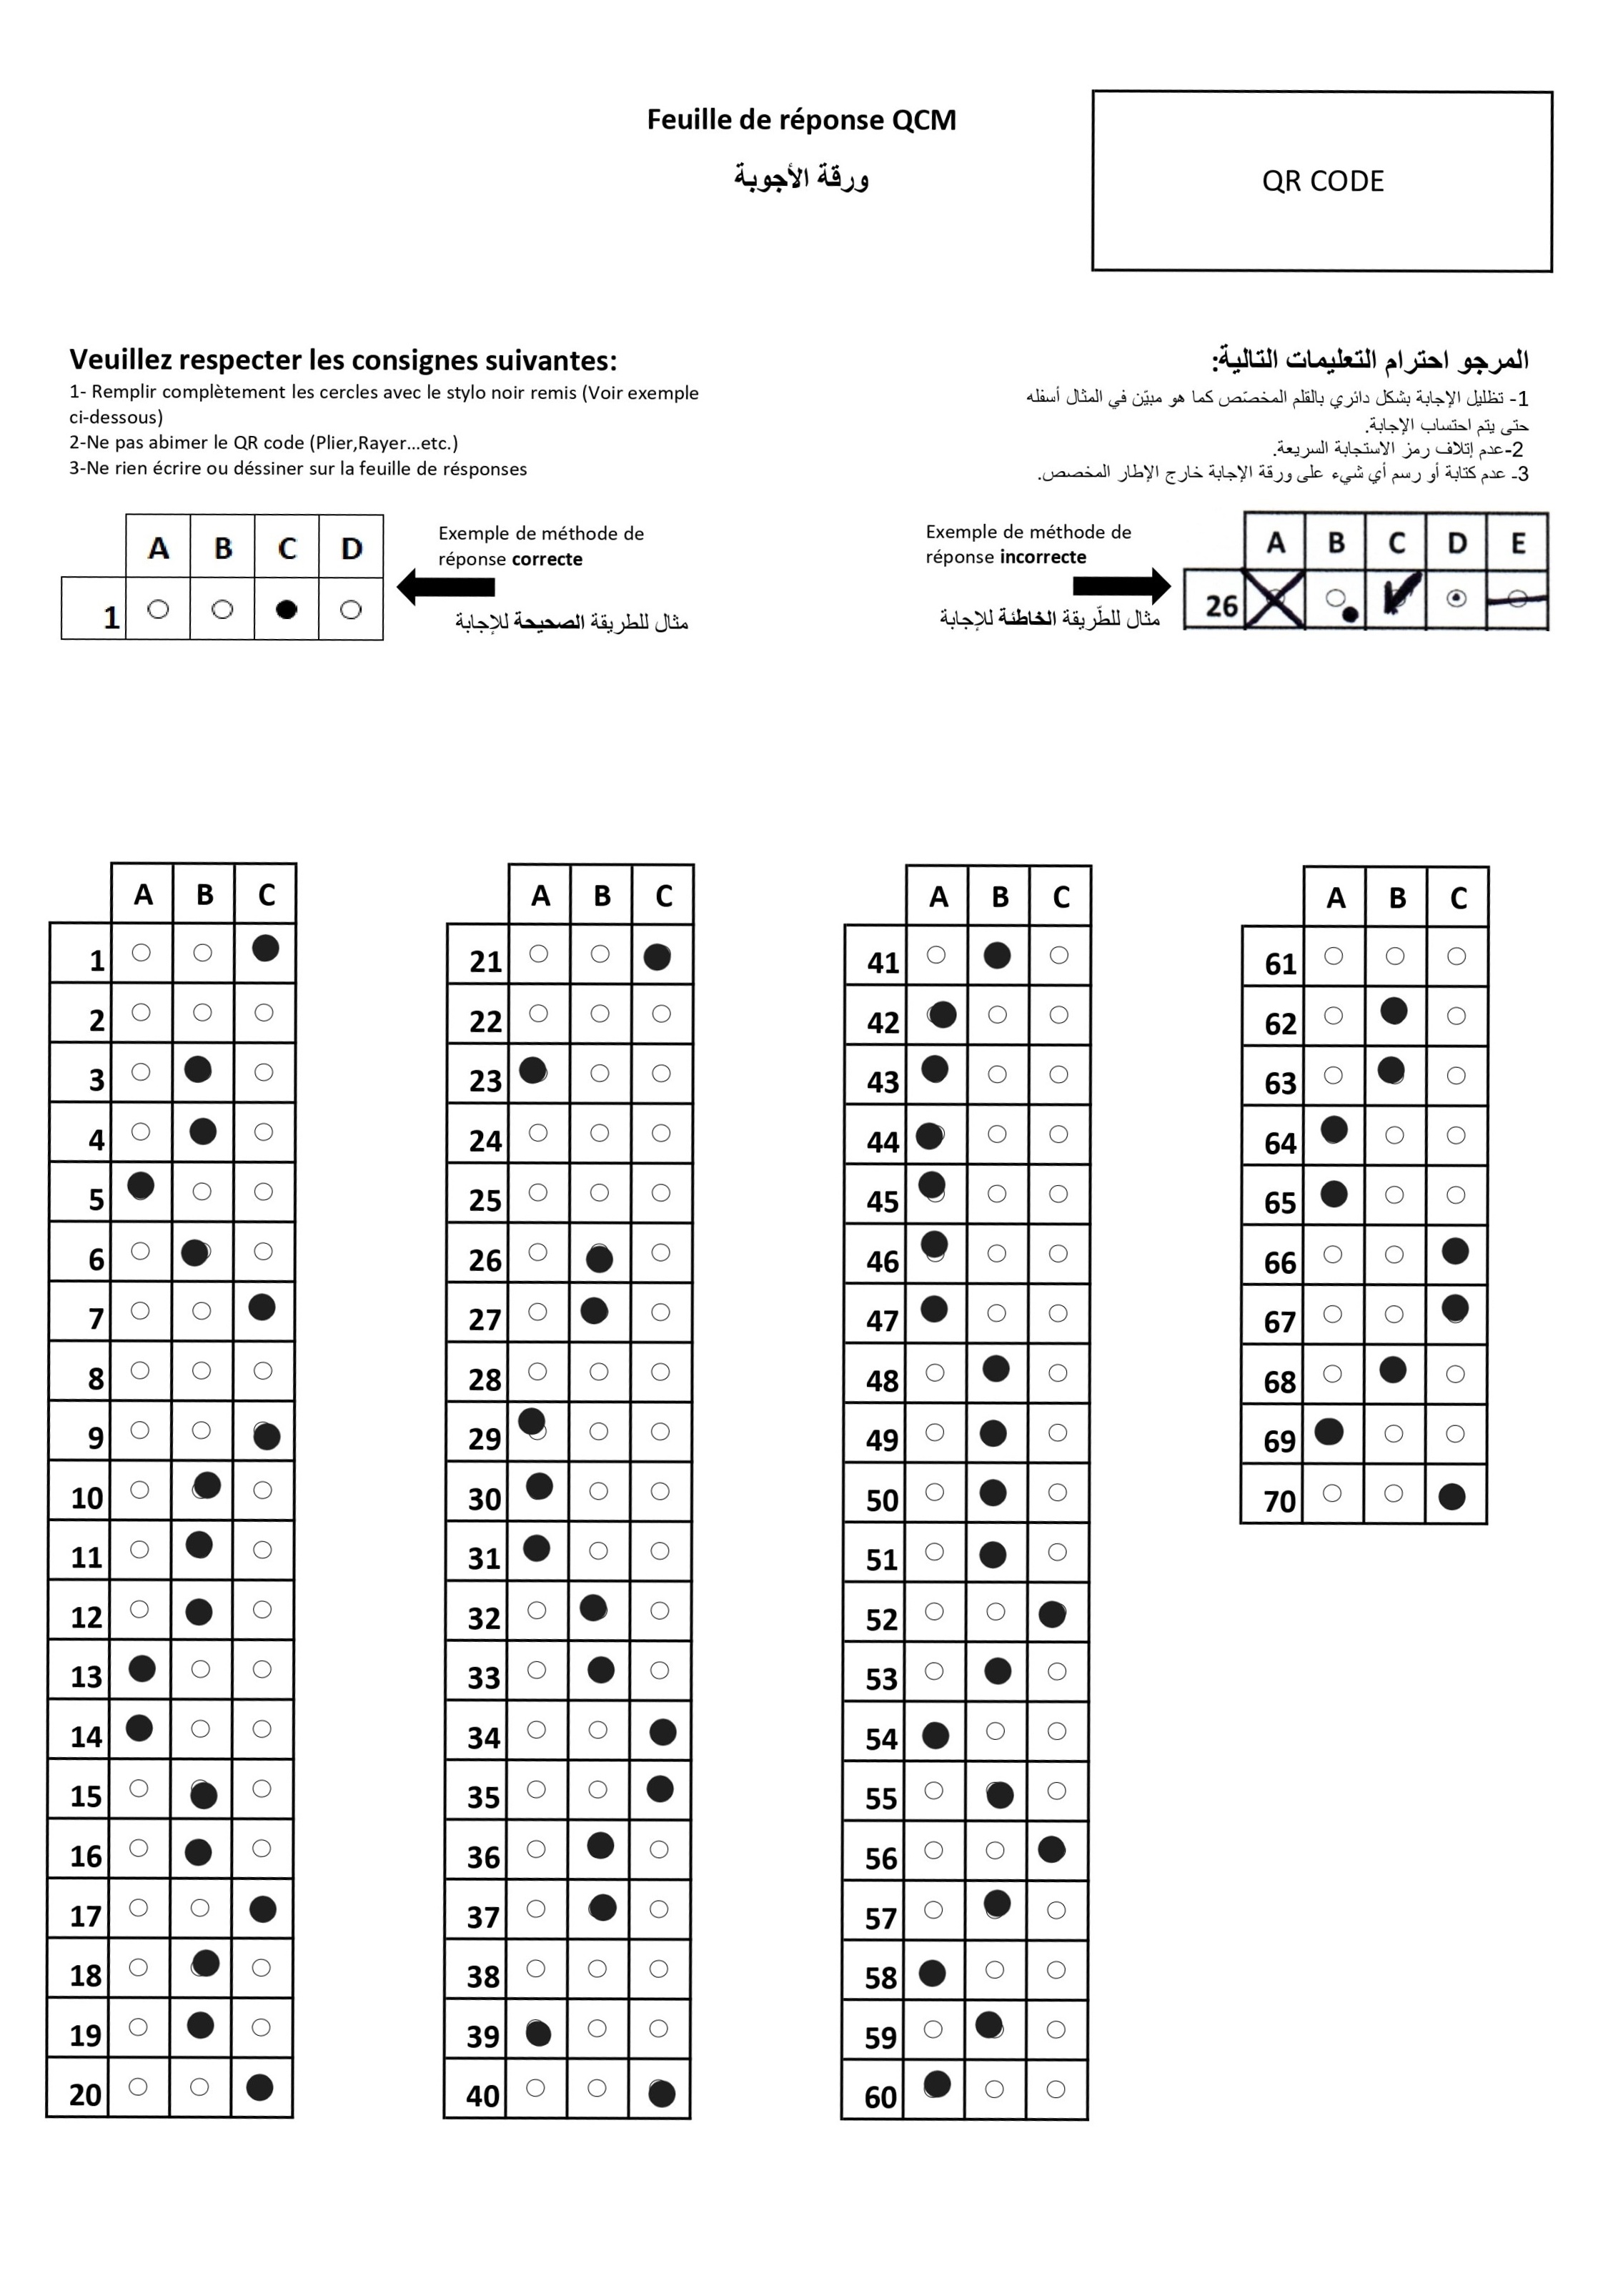 Feuille de réponse QCM
ورقة الأجوبة
QR CODE
Veuillez respecter les consignes suivantes:
1- Remplir complètement les cercles avec le stylo noir remis (Voir exemple
ci-dessous)
2-Ne pas abimer le QR code (Plier,Rayer...etc.)
3-Ne rien écrire ou déssiner sur la feuille de résponses
المرجو احترام التعليمات التالية:
1- تظليل الإجابة بشكل دائري بالقلم المخصّص كما هو مبيّن في المثال أسفله
حتى يتم احتساب الإجابة.
2-عدم إتلاف رمز الاستجابة السريعة.
3- عدم كتابة أو رسم أي شيء على ورقة الإجابة خارج الإطار المخصص.
A B C D
1
Exemple de méthode de
réponse correcte
مثال للطريقة الصحيحة للإجابة
Exemple de méthode de
réponse incorrecte
مثال للطّريقة الخاطئة للإجابة
A B C D E
26
A B C
1
2
3
4
5
6
7
8
9
10
11
12
13
14
15
16
17
18
19
20
A B C
21
22
23
24
25
26
27
28
29
30
31
32
33
34
35
36
37
38
39
40
A B C
41
42
43
44
45
46
47
48
49
50
51
52
53
54
55
56
57
58
59
60
A B C
61
62
63
64
65
66
67
68
69
70